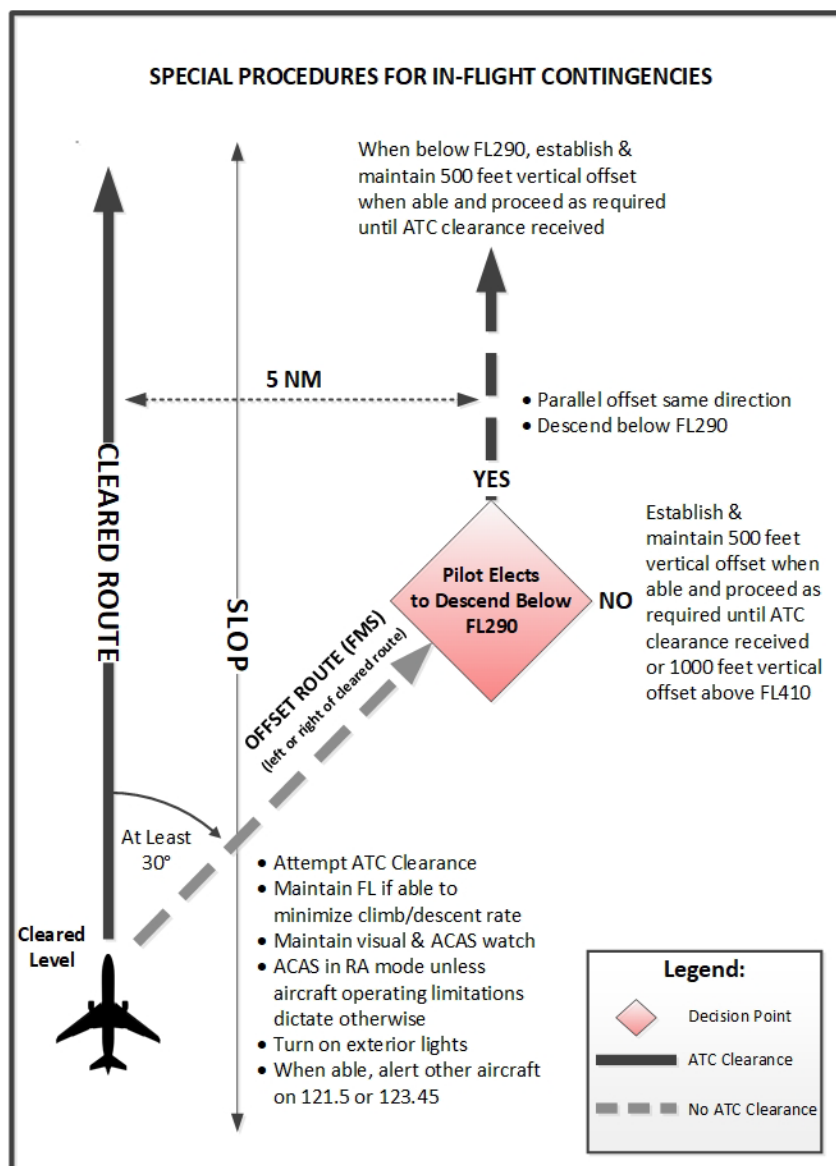 SPECIAL PROCEDURES FOR IN-FLIGHT CONTINGENCIES
When below FL290, establish &
maintain 500 feet vertical offset
when able and proceed as required
until ATC clearance received
5 NM
• Parallel offset same direction
• Descend below FL290
CLEARED ROUTE
SLOP
YES
Pilot Elects
to Descend Below
FL290
NO
Establish &
maintain 500 feet
vertical offset when
able and proceed as
required until ATC
clearance received
or 1000 feet vertical
offset above FL410
OFFSET ROUTE (FMS)
(left or right of cleared route)
At Least
30°
• Attempt ATC Clearance
• Maintain FL if able to
minimize climb/descent rate
• Maintain visual & ACAS watch
• ACAS in RA mode unless
aircraft operating limitations
dictate otherwise
• Turn on exterior lights
• When able, alert other aircraft
on 121.5 or 123.45
Cleared
Level
Legend:
Decision Point
ATC Clearance
No ATC Clearance